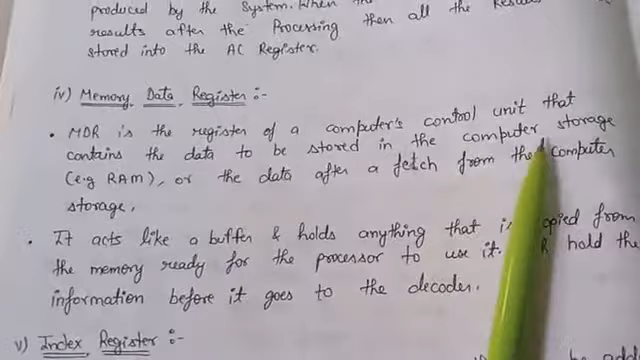 produced by the System. When the
results after the Processing then all the
stored into the AC Register.
iv) Memory Data Register :-
• MDR is the register of a computer's control unit that
contains the data to be stored in the computer storage
(e.g RAM), or the data after a fetch from the computer
storage.
• It acts like a buffer & holds anything that is copied from
the memory ready for the processor to use it. hold the
information before it goes to the decoder.
v) Index Register :-